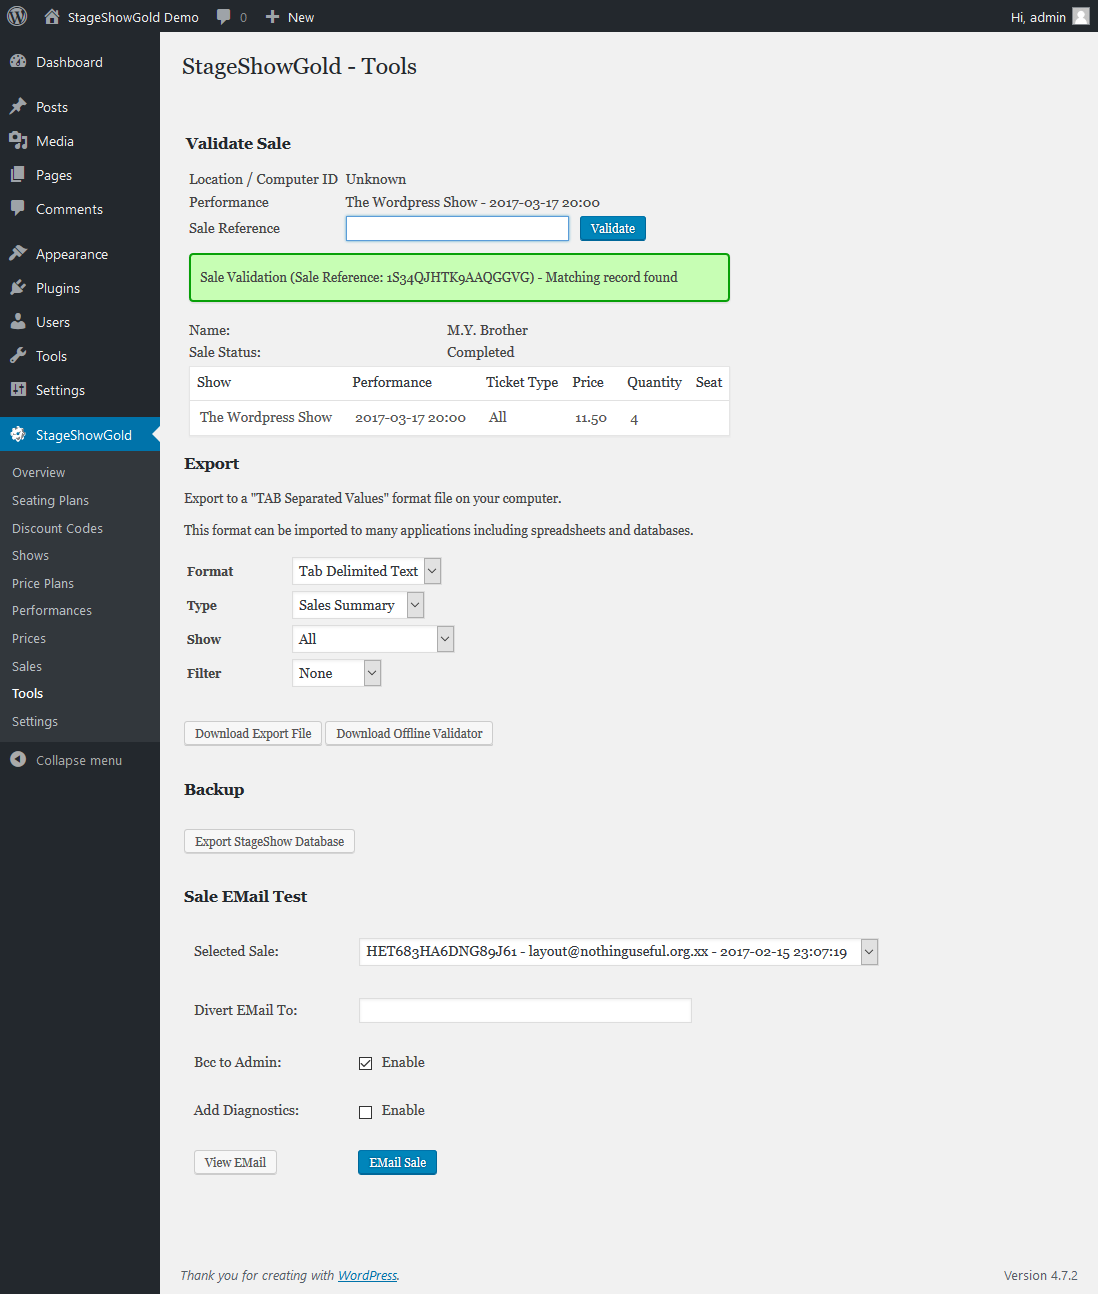 StageShowGold Demo 0 New Hi, admin
Dashboard
Posts
Media
Pages
Comments
Appearance
Plugins
Users
Tools
Settings
StageShowGold
Overview
Seating Plans
Discount Codes
Shows
Price Plans
Performances
Prices
Sales
Tools
Settings
Collapse menu
StageShowGold - Tools
Validate Sale
Location / Computer ID Unknown
Performance The Wordpress Show - 2017-03-17 20:00
Sale Reference Validate
Sale Validation (Sale Reference: 1S34QJHTK9AAQGGVG) - Matching record found
Name: M.Y. Brother
Sale Status: Completed
Show Performance Ticket Type Price Quantity Seat
The Wordpress Show 2017-03-17 20:00 All 11.50 4
Export
Export to a "TAB Separated Values" format file on your computer.
This format can be imported to many applications including spreadsheets and databases.
Format Tab Delimited Text
Type Sales Summary
Show All
Filter None
Download Export File Download Offline Validator
Backup
Export StageShow Database
Sale EMail Test
Selected Sale: HET683HA6DNG89J61 - layout@nothinguseful.org.xx - 2017-02-15 23:07:19
Divert EMail To:
Bcc to Admin: Enable
Add Diagnostics: Enable
View EMail EMail Sale
Thank you for creating with WordPress. Version 4.7.2